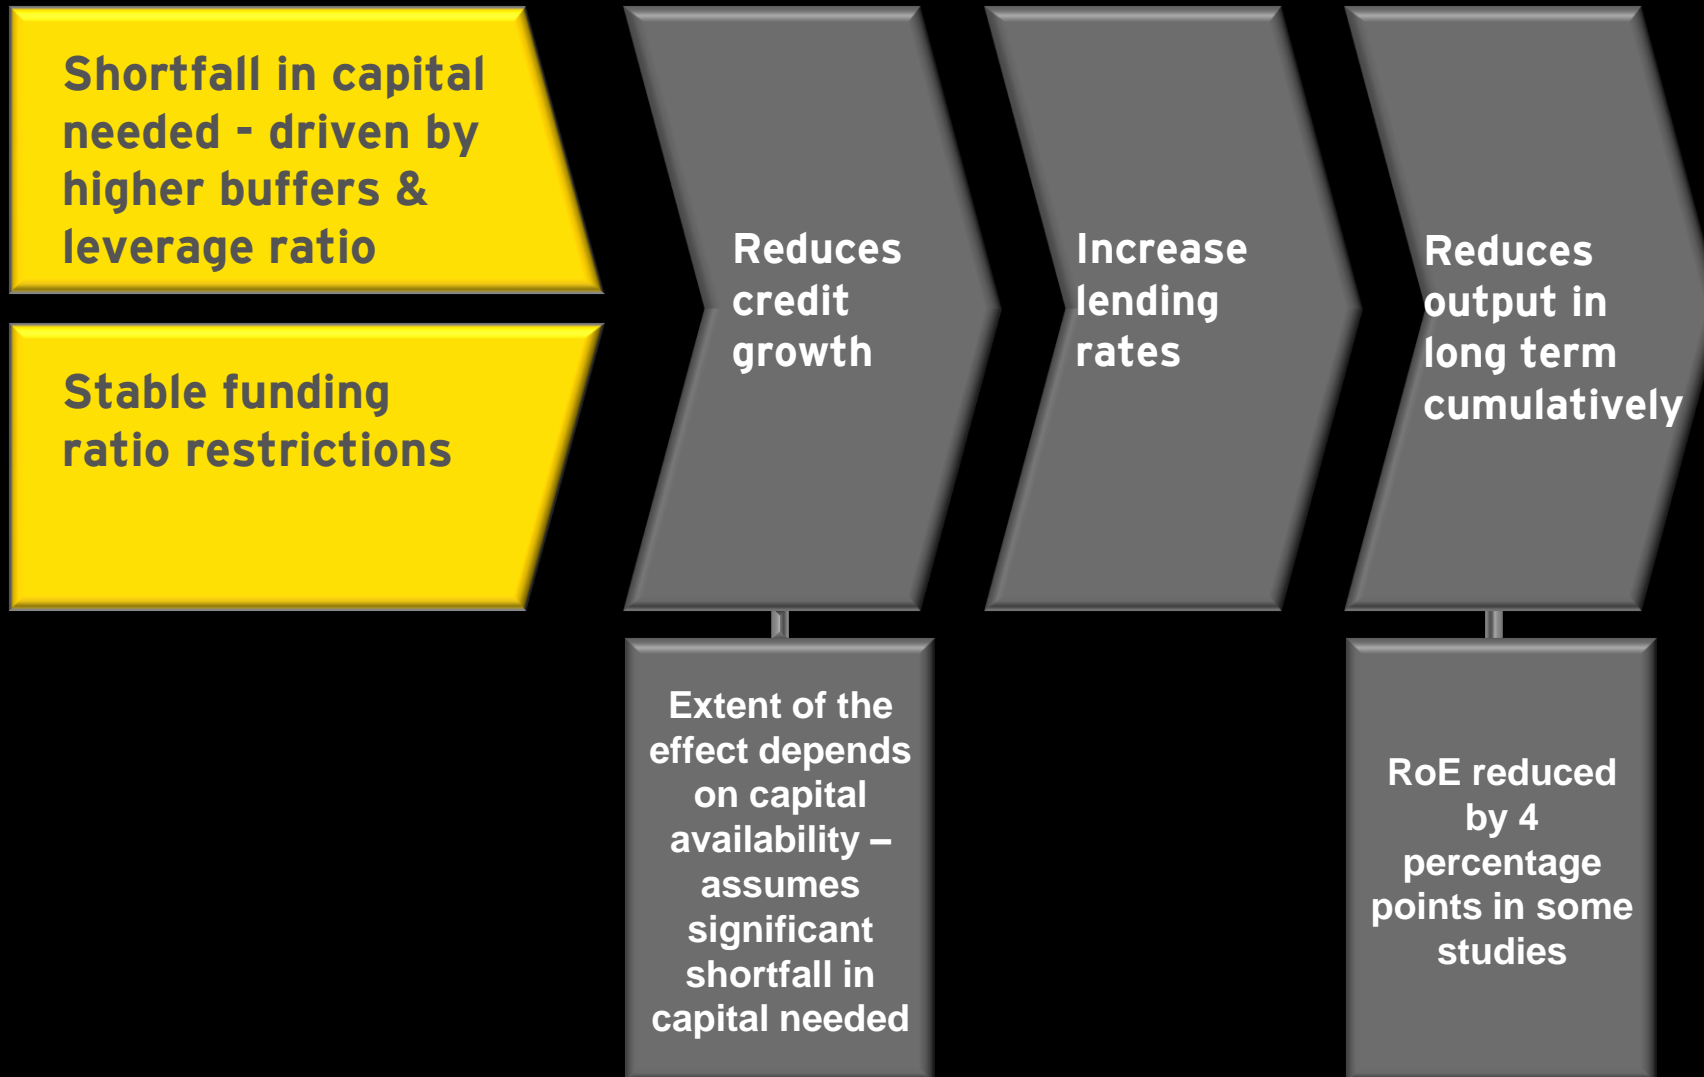 Shortfall in capital
needed - driven by
higher buffers &
leverage ratio
Stable funding
ratio restrictions
Reduces
credit
growth
Increase
lending
rates
Reduces
output in
long term
cumulatively
Extent of the
effect depends
on capital
availability –
assumes
significant
shortfall in
capital needed
RoE reduced
by 4
percentage
points in some
studies